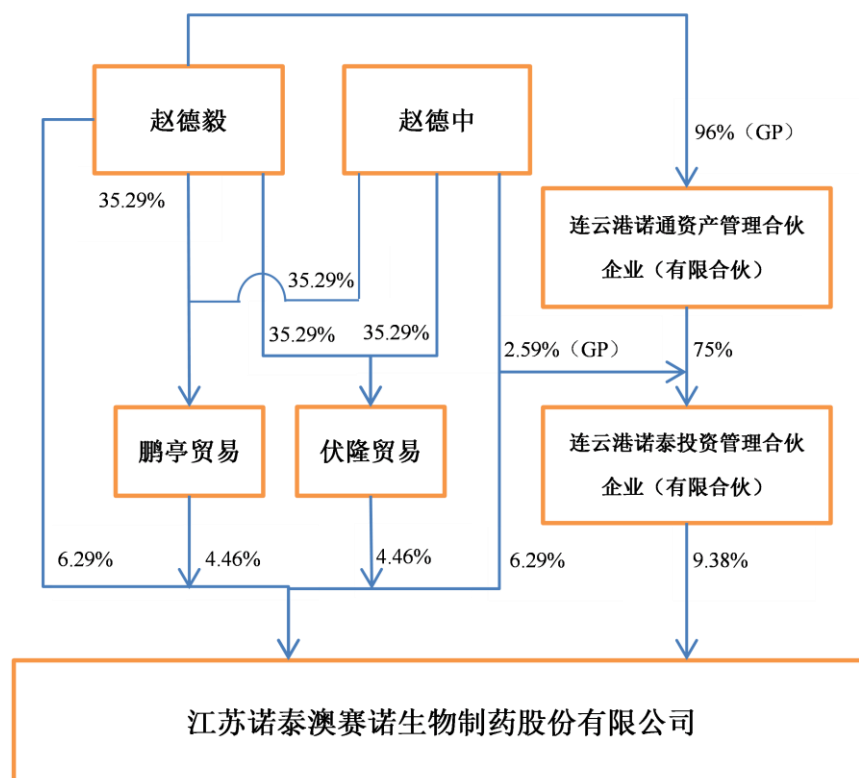 赵德毅
赵德中
96%（GP）
35.29%
连云港诺通资产管理合伙
企业（有限合伙）
35.29%
35.29%
35.29%
2.59%（GP）
75%
鹏亭贸易
伏隆贸易
连云港诺泰投资管理合伙
企业（有限合伙）
6.29%
4.46%
4.46%
6.29%
9.38%
江苏诺泰澳赛诺生物制药股份有限公司